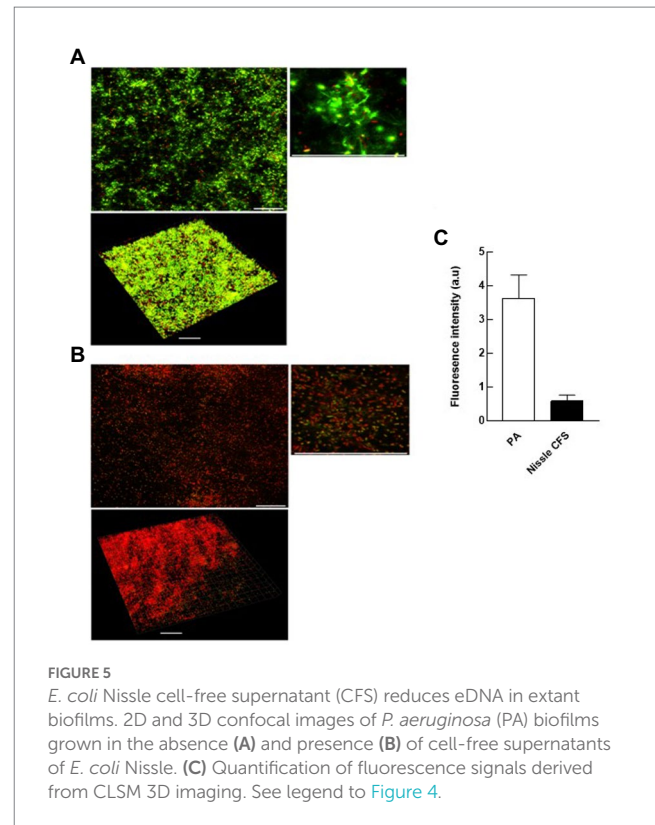 A
B
C
Fluoresence intensity (a.u)
5
4
3
2
1
0
PA
Nissle CFS
FIGURE 5
E. coli Nissle cell-free supernatant (CFS) reduces eDNA in extant
biofilms. 2D and 3D confocal images of P. aeruginosa (PA) biofilms
grown in the absence (A) and presence (B) of cell-free supernatants
of E. coli Nissle. (C) Quantification of fluorescence signals derived
from CLSM 3D imaging. See legend to Figure 4.